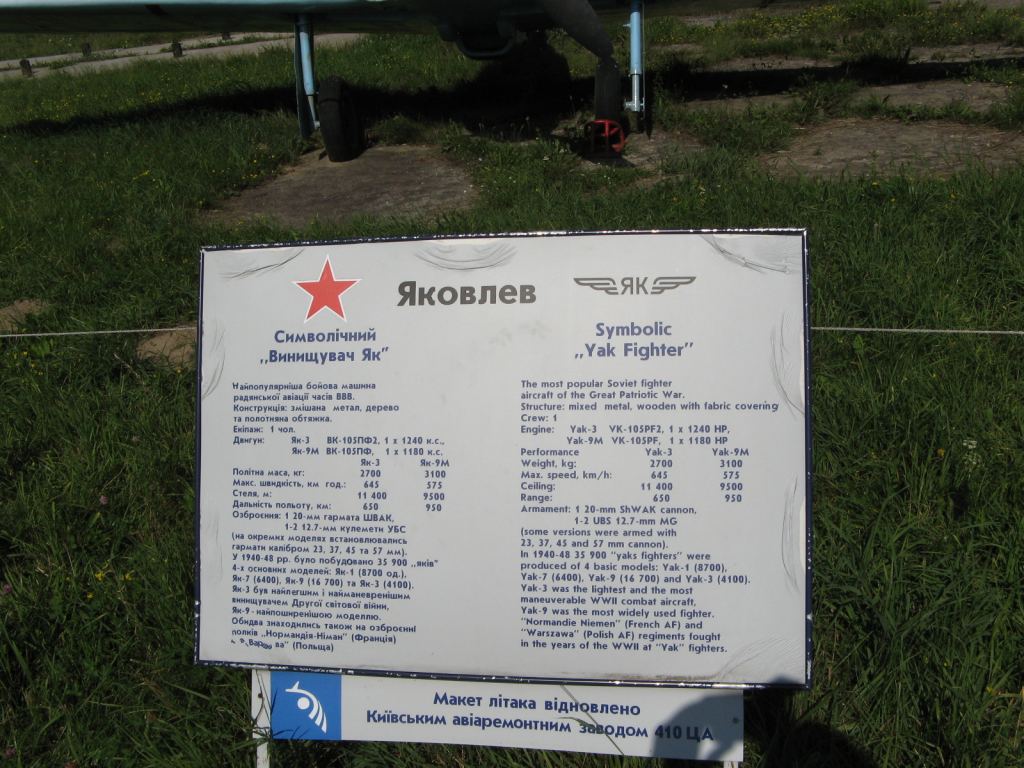 Яковлев
ЯК
Символічний
„Винищувач Як"
Найпопулярніша бойова машина
радянської авіації часів ВВВ.
Конструкція: змішана метал, дерево
та полотняна обтяжка.
Екіпаж: 1 чол.
Двигун: Як-3 ВК-105ПФ2, 1 х 1240 к.с.,
Як-9М ВК-105ПФ, 1 х 1180 к.с.
Як-3 Як-9М
Політна маса, кг: 2700 3100
Макс. швидкість, км год.: 645 575
Стеля, м: 11 400 9500
Дальність польоту, км: 650 950
Озброєння: 1 20-мм гармата ШВАК,
1-2 12.7-мм кулемети УБС
(на окремих моделях встановлювались
гармати калібром 23, 37, 45 та 57 мм).
У 1940-48 рр. було побудовано 35 900 „яків"
4-х основних моделей: Як-1 (8700 од.),
Як-7 (6400), Як-9 (16 700) та Як-3 (4100).
Як-3 був найлегшим і найманевренішим
винищувачем Другої світової війни,
Як-9 - найпоширенішою моделлю.
Обидва знаходились також на озброєнні
полків „Нормандія-Німан" (Франція)
(Польща)
Symbolic
„Yak Fighter"
The most popular Soviet fighter
aircraft of the Great Patriotic War.
Structure: mixed metal, wooden with fabric covering
Crew: 1
Engine: Yak-3 VK-105PF2, 1 x 1240 HP,
Yak-9M VK-105PF, 1 x 1180 HP
Performance Yak-3 Yak-9M
Weight, kg: 2700 3100
Max. speed, km/h: 645 575
Ceiling: 11 400 9500
Range: 650 950
Armament: 1 20-mm ShWAK cannon,
1-2 UBS 12.7-mm MG
(some versions were armed with
23, 37, 45 and 57 mm cannon).
In 1940-48 35 900 "yaks fighters" were
produced of 4 basic models: Yak-1 (8700),
Yak-7 (6400), Yak-9 (16 700) and Yak-3 (4100).
Yak-3 was the lightest and the most
maneuverable WWII combat aircraft,
Yak-9 was the most widely used fighter.
"Normandie Niemen" (French AF) and
"Warszawa" (Polish AF) regiments fought
in the years of the WWII at "Yak" fighters.
Макет літака відновлено
Київським авіаремонтним заводом 410 ЦА